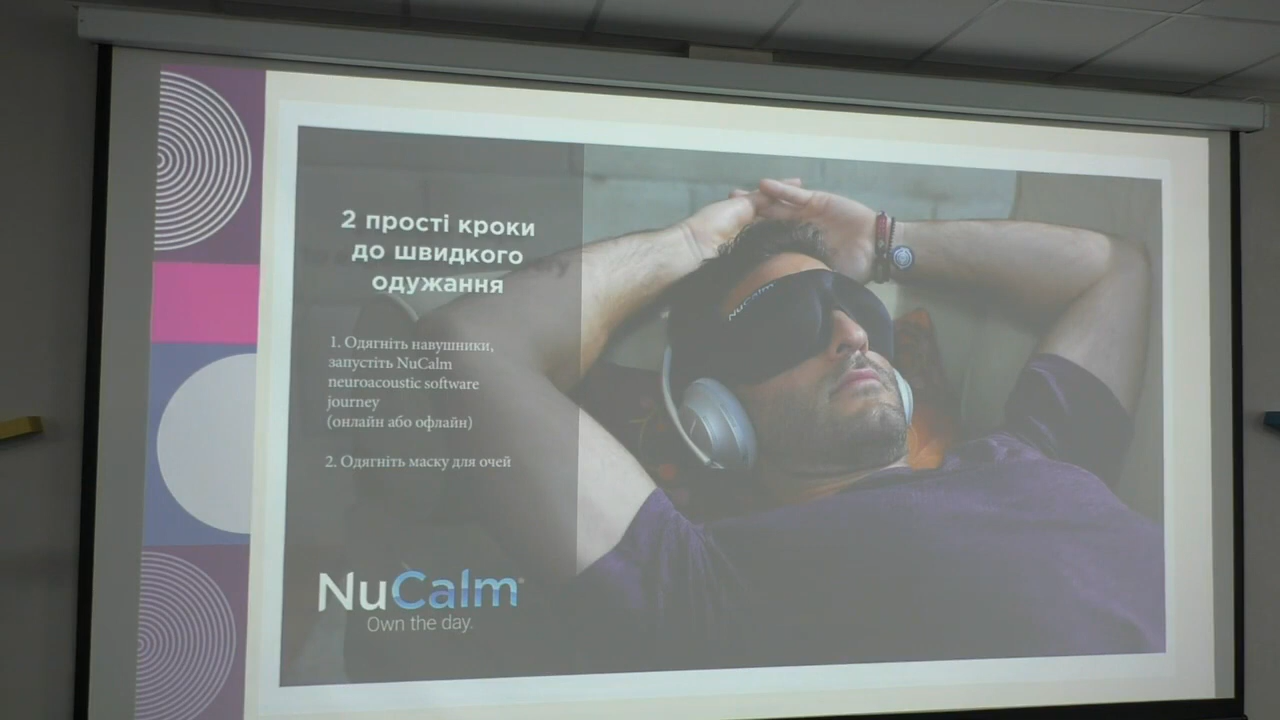 2 прості кроки
до швидкого
одужання
1. Одягніть навушники,
запустіть NuCalm
neuroacoustic software
journey
(онлайн або офлайн)
2. Одягніть маску для очей
NuCalm®
Own the day.
NuCalm